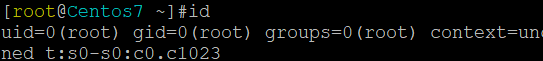 [root@Centos7 ~]#id
uid=0(root) gid=0(root) groups=0(root) context=unc
ned t:s0-s0:c0.c1023